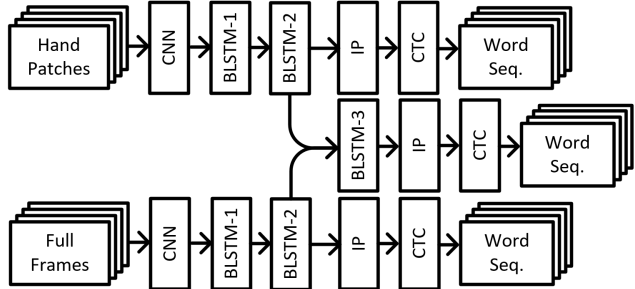 Hand
Patches
CNN
BLSTM-1
BLSTM-2
IP
CTC
Word
Seq.
BLSTM-3
IP
CTC
Word
Seq.
Full
Frames
CNN
BLSTM-1
BLSTM-2
IP
CTC
Word
Seq.